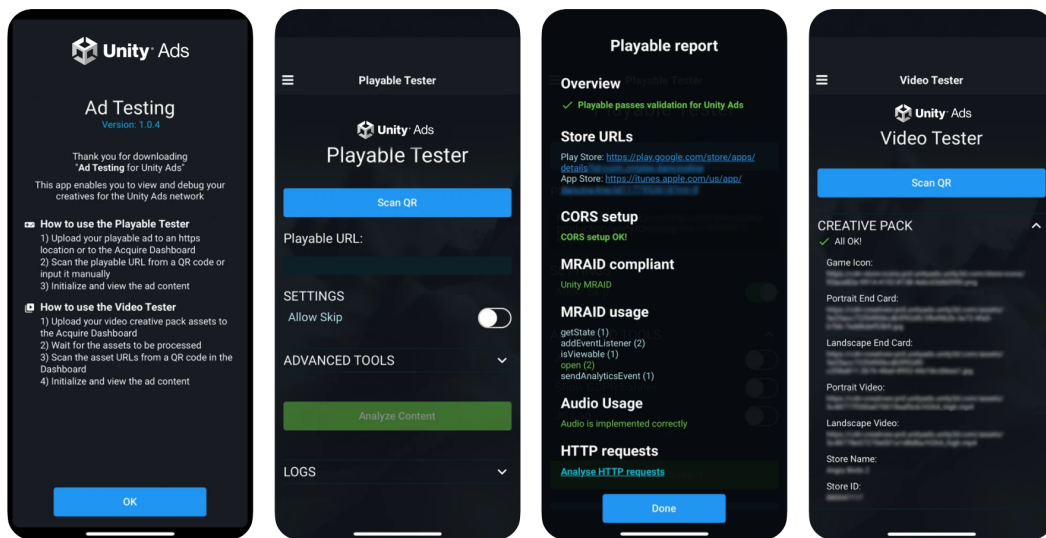 Unity Ads
Ad Testing
Version: 1.0.4
Thank you for downloading
"Ad Testing for Unity Ads"
This app enables you to view and debug your
creatives for the Unity Ads network
How to use the Playable Tester
1) Upload your playable ad to an https
location or to the Acquire Dashboard
2) Scan the playable URL from a QR code or
input it manually
3) Initialize and view the ad content
How to use the Video Tester
1) Upload your video creative pack assets to
the Acquire Dashboard
2) Wait for the assets to be processed
3) Scan the asset URLs from a QR code in the
Dashboard
4) Initialize and view the ad content
OK
Playable Tester
Unity Ads
Playable Tester
Scan QR
Playable URL:
SETTINGS
Allow Skip
ADVANCED TOOLS
Analyze Content
LOGS
Playable report
Overview
Playable passes validation for Unity Ads
Store URLs
Play Store: https://play.google.com/store/apps/
details
App Store: https://itunes.apple.com/us/app/
CORS setup
CORS setup OK!
MRAID compliant
Unity MRAID
MRAID usage
getState (1)
addEventListener (2)
isViewable (1)
open (2)
sendAnalyticsEvent (1)
Audio Usage
Audio is implemented correctly
HTTP requests
Analyse HTTP requests
Done
Video Tester
Unity Ads
Video Tester
Scan QR
CREATIVE PACK
All OK!
Game Icon:
Portrait End Card:
Landscape End Card:
Portrait Video:
Landscape Video:
Store Name:
Store ID: